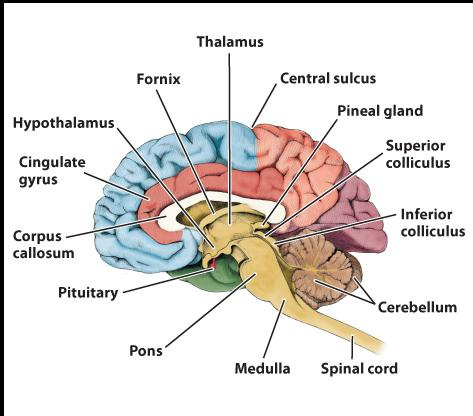 Thalamus
Fornix
Central sulcus
Hypothalamus
Pineal gland
Cingulate
gyrus
Superior
colliculus
Corpus
callosum
Inferior
colliculus
Pituitary
Cerebellum
Pons
Medulla
Spinal cord